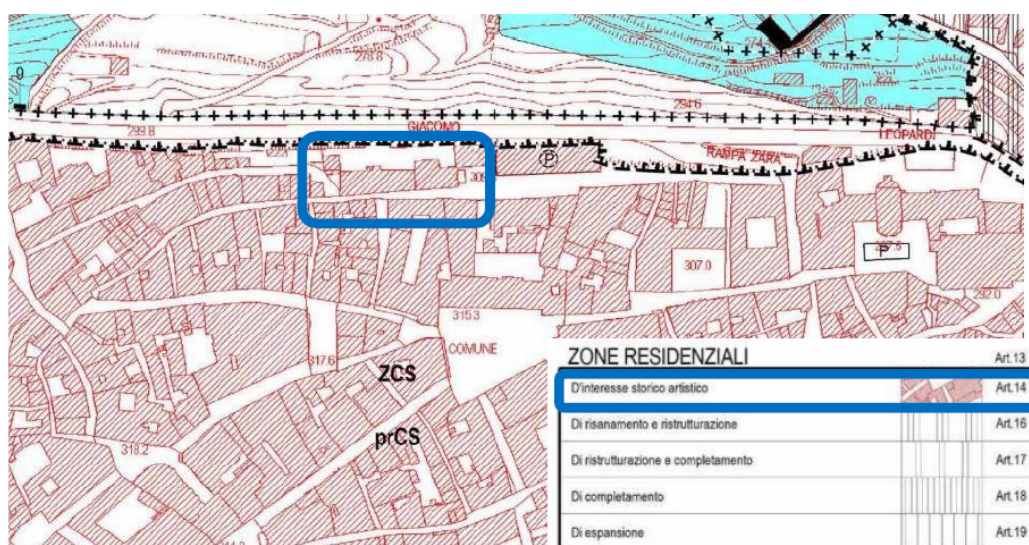 278.8
574
9
294.6
299.8
GIACOMO
LEOPARDI
RAMPA ZARA
P
309
P
307.0
292.0
315.3
COMUNE
317.6
ZCS
prCS
318.2
ZONE RESIDENZIALI Art.13
D'interesse storico artistico Art.14
Di risanamento e ristrutturazione Art.16
Di ristrutturazione e completamento Art.17
Di completamento Art.18
Di espansione Art.19